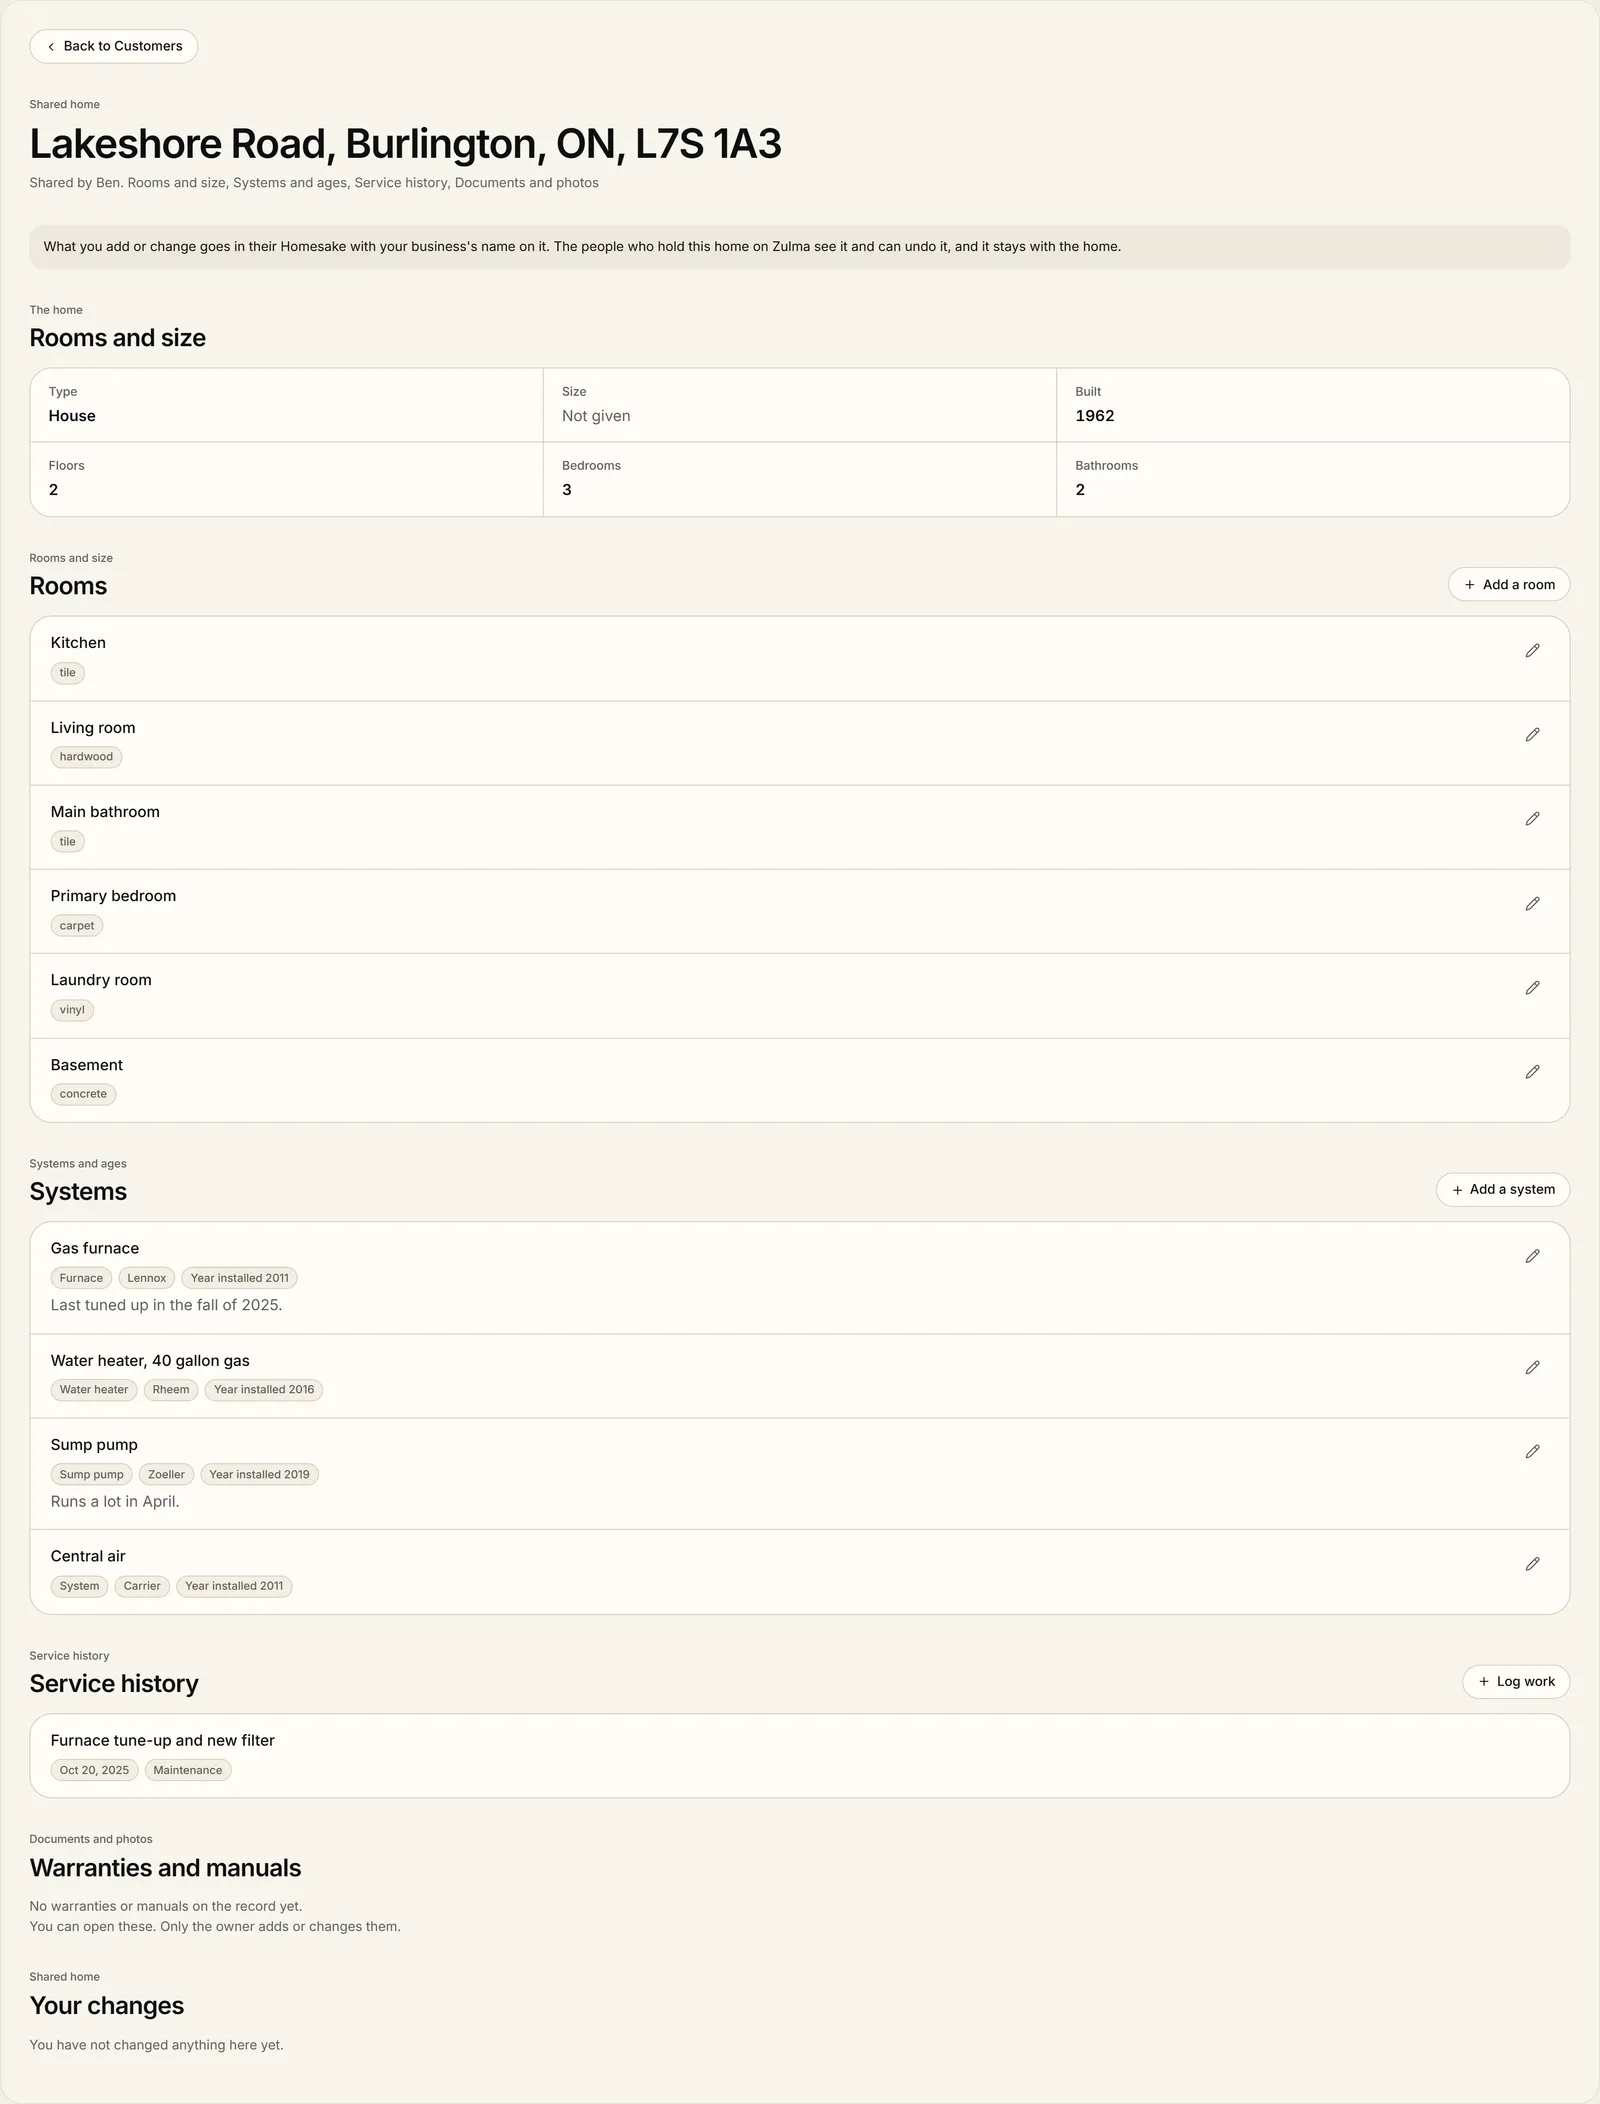 Back to Customers
Shared home
Lakeshore Road, Burlington, ON, L7S 1A3
Shared by Ben. Rooms and size, Systems and ages, Service history, Documents and photos
What you add or change goes in their Homesake with your business's name on it. The people who hold this home on Zulma see it and can undo it, and it stays with the home.
The home
Rooms and size
Type
House
Size
Not given
Built
1962
Floors
2
Bedrooms
3
Bathrooms
2
Rooms and size
Rooms
+ Add a room
Kitchen
tile
Living room
hardwood
Main bathroom
tile
Primary bedroom
carpet
Laundry room
vinyl
Basement
concrete
Systems and ages
Systems
+ Add a system
Gas furnace
Furnace Lennox Year installed 2011
Last tuned up in the fall of 2025.
Water heater, 40 gallon gas
Water heater Rheem Year installed 2016
Sump pump
Sump pump Zoeller Year installed 2019
Runs a lot in April.
Central air
System Carrier Year installed 2011
Service history
Service history
+ Log work
Furnace tune-up and new filter
Oct 20, 2025 Maintenance
Documents and photos
Warranties and manuals
No warranties or manuals on the record yet.
You can open these. Only the owner adds or changes them.
Shared home
Your changes
You have not changed anything here yet.